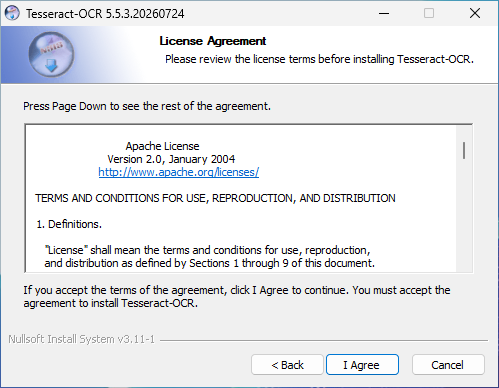 Tesseract-OCR 5.5.3.20260724
License Agreement
Please review the license terms before installing Tesseract-OCR.
Press Page Down to see the rest of the agreement.
Apache License
Version 2.0, January 2004
http://www.apache.org/licenses/
TERMS AND CONDITIONS FOR USE, REPRODUCTION, AND DISTRIBUTION
1. Definitions.
"License" shall mean the terms and conditions for use, reproduction,
and distribution as defined by Sections 1 through 9 of this document.
If you accept the terms of the agreement, click I Agree to continue. You must accept the
agreement to install Tesseract-OCR.
Nullsoft Install System v3.11-1
< Back
I Agree
Cancel